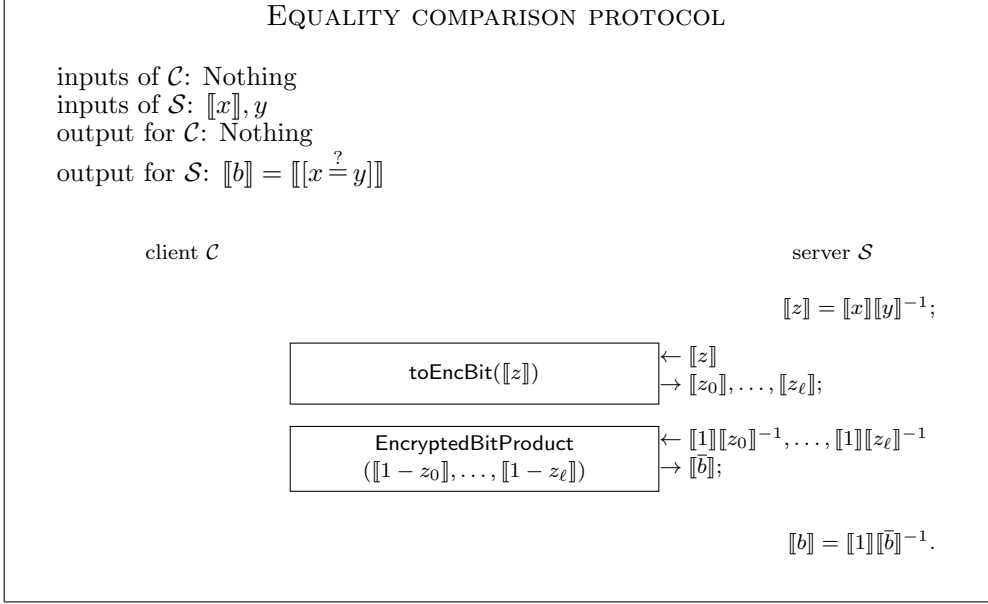 EQUALITY COMPARISON PROTOCOL
inputs of 𝒞: Nothing
inputs of 𝒮: ⟦x⟧, y
output for 𝒞: Nothing
output for 𝒮: ⟦b⟧ = ⟦[x ≟ y]⟧
client 𝒞 server 𝒮
⟦z⟧ = ⟦x⟧⟦y⟧⁻¹;
toEncBit(⟦z⟧) ← ⟦z⟧
→ ⟦z₀⟧, . . . , ⟦z_ℓ⟧;
EncryptedBitProduct ← ⟦1⟧⟦z₀⟧⁻¹, . . . , ⟦1⟧⟦z_ℓ⟧⁻¹
(⟦1 − z₀⟧, . . . , ⟦1 − z_ℓ⟧) → ⟦b̄⟧;
⟦b⟧ = ⟦1⟧⟦b̄⟧⁻¹.